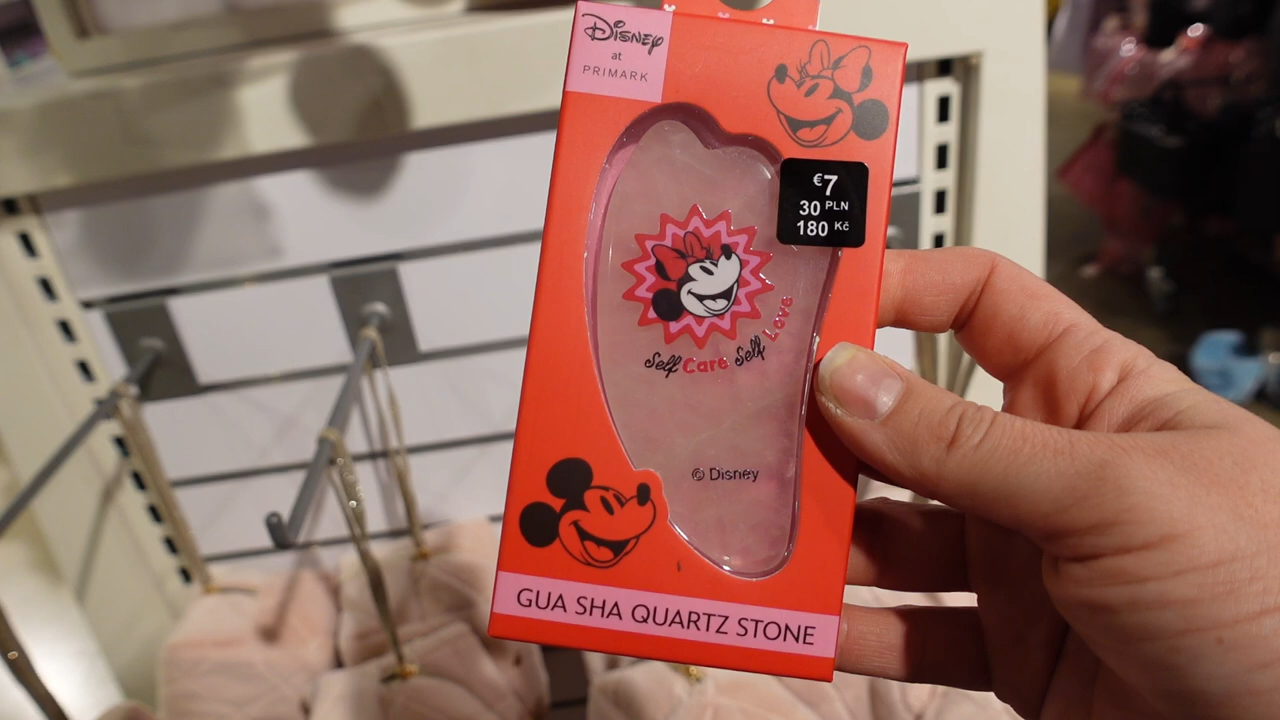 Disney
at
PRIMARK
€7
30 PLN
180 Kč
Self Care Self Love
© Disney
GUA SHA QUARTZ STONE